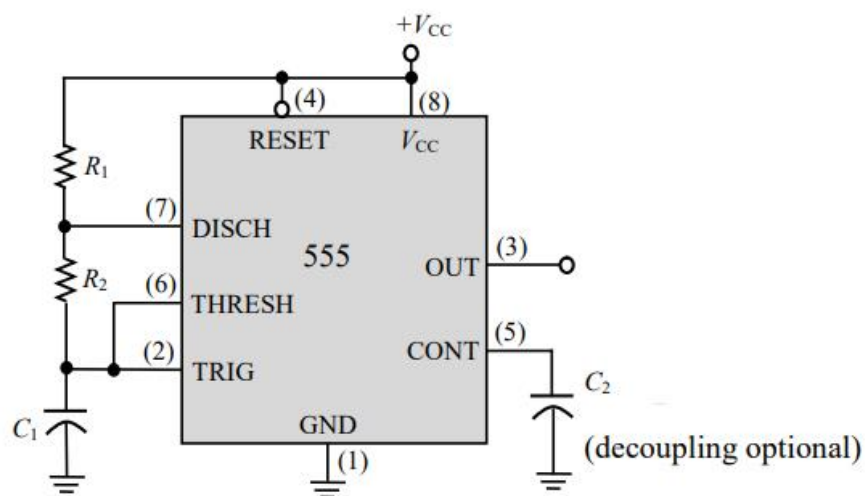 +VCC
(4)
(8)
RESET
VCC
R1
(7)
DISCH
555
(3)
OUT
R2
(6)
THRESH
(5)
CONT
(2)
TRIG
C1
C2
GND
(decoupling optional)
(1)